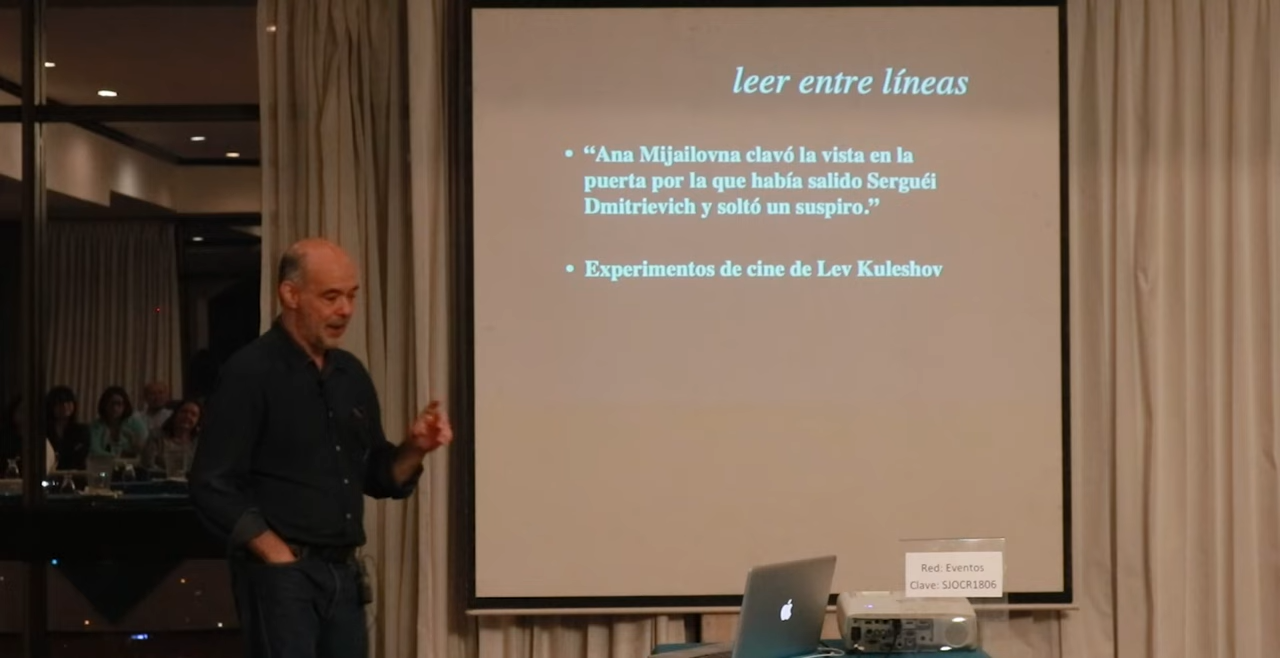 leer entre líneas
• “Ana Mijailovna clavó la vista en la
puerta por la que había salido Serguéi
Dmitrievich y soltó un suspiro.”
• Experimentos de cine de Lev Kuleshov
Red: Eventos
Clave: SJOCR1806